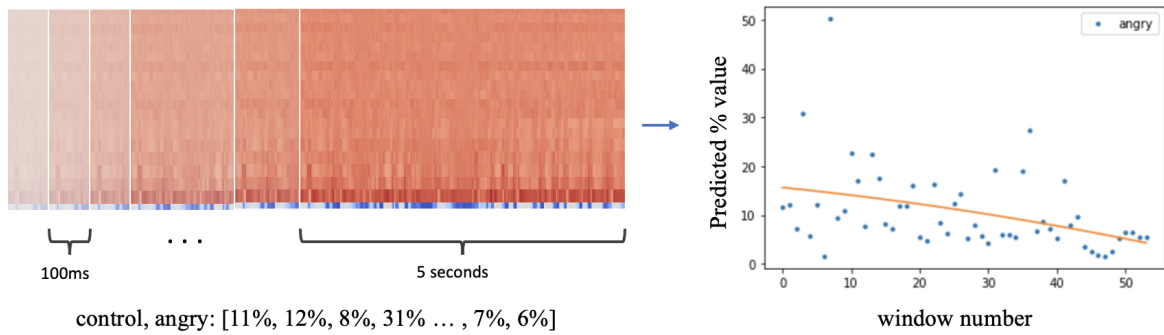 100ms
. . .
5 seconds
control, angry: [11%, 12%, 8%, 31% … , 7%, 6%]
angry
Predicted % value
50
40
30
20
10
0
0 10 20 30 40 50
window number